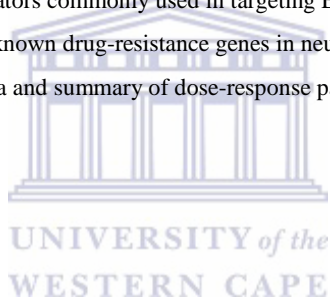 ators commonly used in targeting
known drug-resistance genes in neu
a and summary of dose-response pa
UNIVERSITY of the
WESTERN CAPE